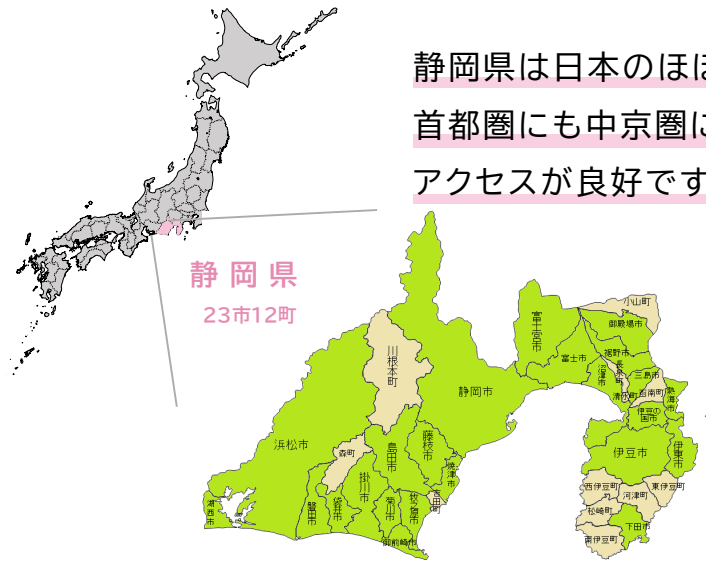 静岡県は日本のほぼ
首都圏にも中京圏に
アクセスが良好です
静岡県
23市12町
小山町
御殿場市
富士宮市
裾野市
富士市
長泉町
沼津市
三島市
清水町
函南町
熱海市
伊豆の国市
川根本町
静岡市
浜松市
藤枝市
島田市
森町
伊豆市
伊東市
焼津市
掛川市
西伊豆町
東伊豆町
河津町
吉田町
菊川市
牧之原市
袋井市
磐田市
湖西市
松崎町
下田市
御前崎市
南伊豆町